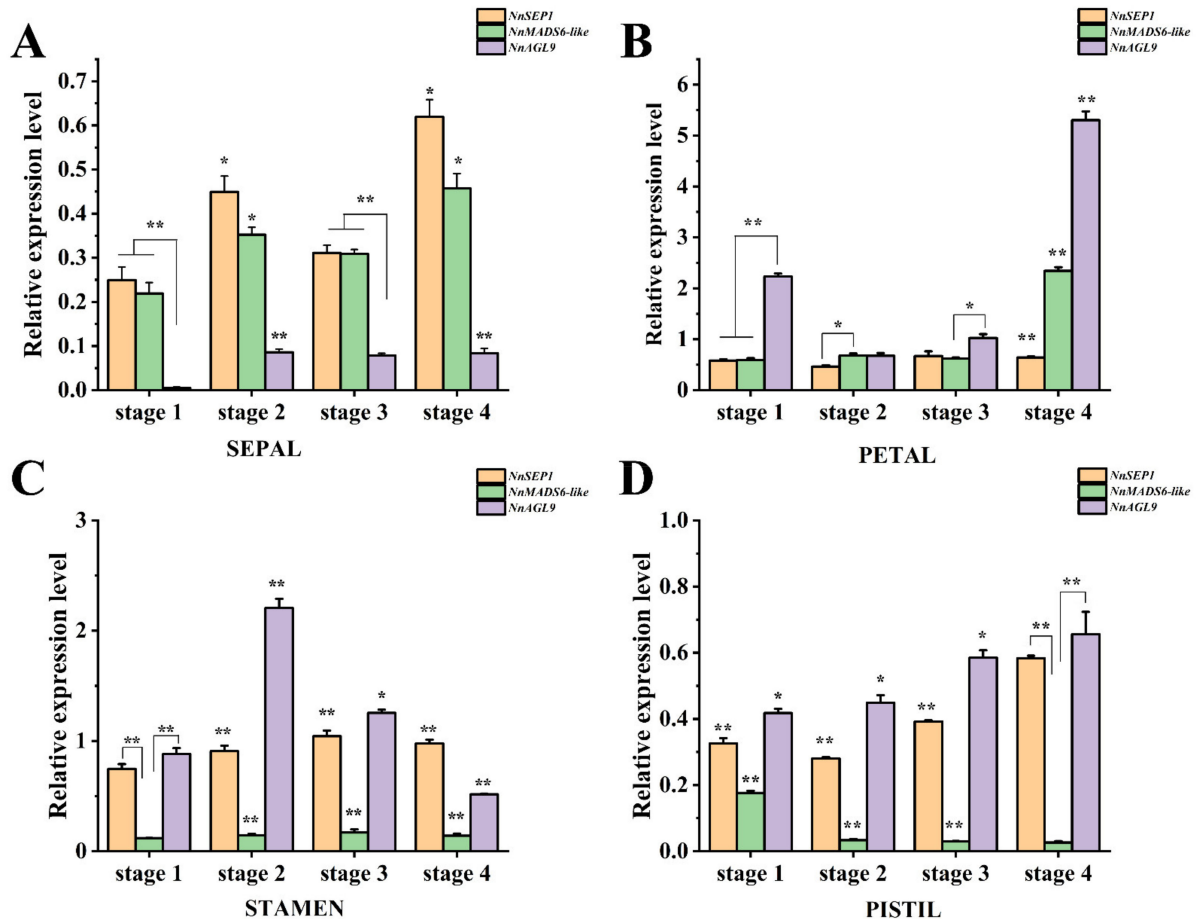 A
NnSEP1
NnMADS6-like
NnAGL9
Relative expression level
0.7
0.6
0.5
0.4
0.3
0.2
0.1
0.0
**
*
*
**
**
*
*
**
stage 1 stage 2 stage 3 stage 4
SEPAL
B
NnSEP1
NnMADS6-like
NnAGL9
Relative expression level
6
5
4
3
2
1
0
**
*
*
**
**
**
stage 1 stage 2 stage 3 stage 4
PETAL
C
NnSEP1
NnMADS6-like
NnAGL9
Relative expression level
3
2
1
0
**
**
**
**
**
**
**
*
**
**
**
stage 1 stage 2 stage 3 stage 4
STAMEN
D
NnSEP1
NnMADS6-like
NnAGL9
Relative expression level
1.0
0.8
0.6
0.4
0.2
0.0
**
**
*
**
**
*
**
**
*
**
**
stage 1 stage 2 stage 3 stage 4
PISTIL